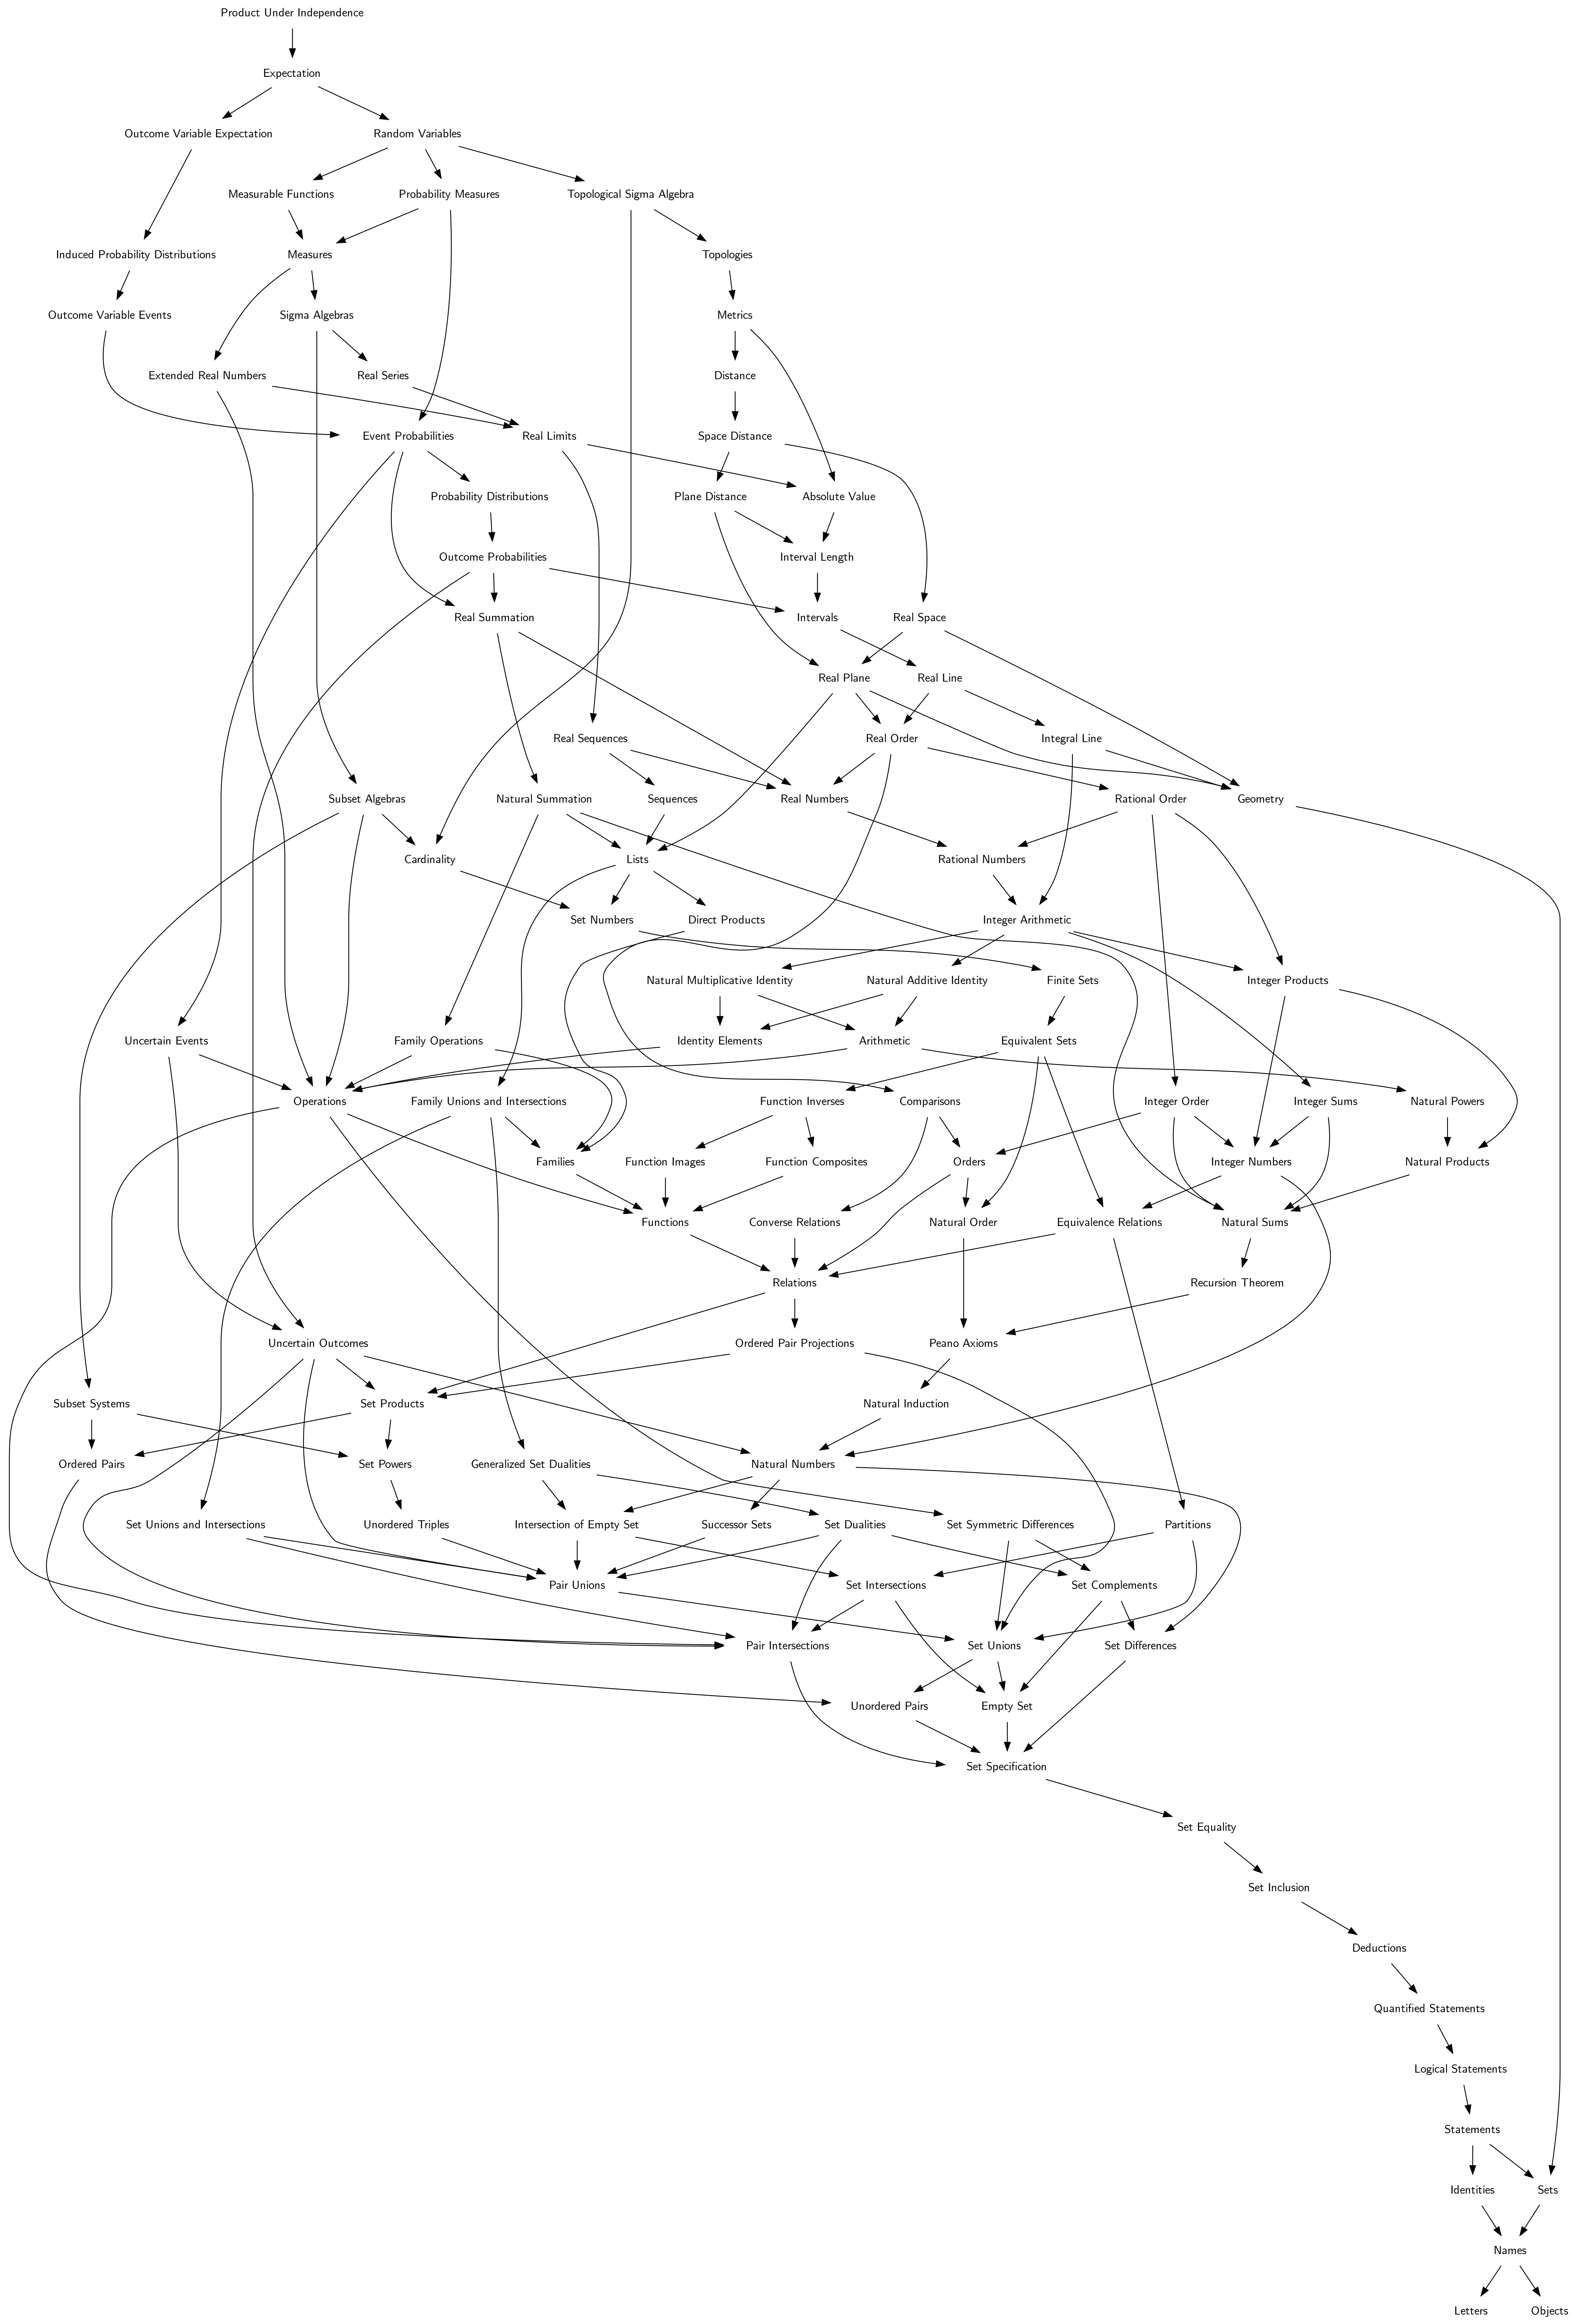 Product Under Independence
Expectation
Outcome Variable Expectation
Random Variables
Measurable Functions
Probability Measures
Topological Sigma Algebra
Induced Probability Distributions
Measures
Topologies
Outcome Variable Events
Sigma Algebras
Metrics
Extended Real Numbers
Real Series
Distance
Event Probabilities
Real Limits
Space Distance
Probability Distributions
Plane Distance
Absolute Value
Outcome Probabilities
Interval Length
Real Summation
Intervals
Real Space
Real Plane
Real Line
Real Sequences
Real Order
Integral Line
Subset Algebras
Natural Summation
Sequences
Real Numbers
Rational Order
Geometry
Cardinality
Lists
Rational Numbers
Set Numbers
Direct Products
Integer Arithmetic
Natural Multiplicative Identity
Natural Additive Identity
Finite Sets
Integer Products
Uncertain Events
Family Operations
Identity Elements
Arithmetic
Equivalent Sets
Operations
Family Unions and Intersections
Function Inverses
Comparisons
Integer Order
Integer Sums
Natural Powers
Families
Function Images
Function Composites
Orders
Integer Numbers
Natural Products
Functions
Converse Relations
Natural Order
Equivalence Relations
Natural Sums
Relations
Recursion Theorem
Uncertain Outcomes
Ordered Pair Projections
Peano Axioms
Subset Systems
Set Products
Natural Induction
Ordered Pairs
Set Powers
Generalized Set Dualities
Natural Numbers
Set Unions and Intersections
Unordered Triples
Intersection of Empty Set
Successor Sets
Set Dualities
Set Symmetric Differences
Partitions
Pair Unions
Set Intersections
Set Complements
Pair Intersections
Set Unions
Set Differences
Unordered Pairs
Empty Set
Set Specification
Set Equality
Set Inclusion
Deductions
Quantified Statements
Logical Statements
Statements
Identities
Sets
Names
Letters
Objects